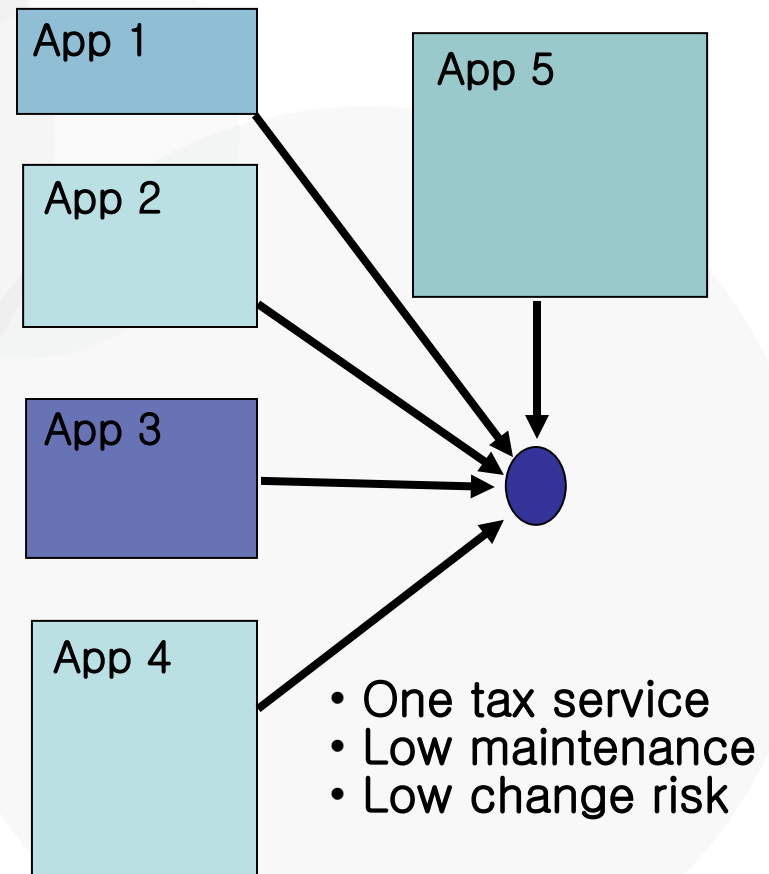 App 1
App 5
App 2
App 3
App 4
• One tax service
• Low maintenance
• Low change risk